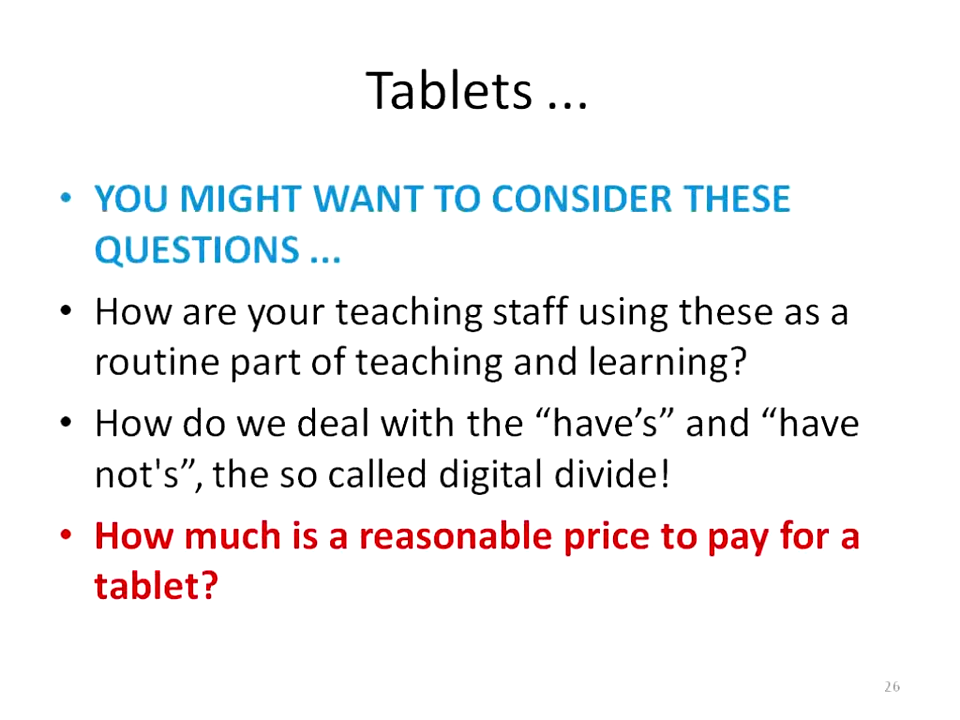 Tablets ...
• YOU MIGHT WANT TO CONSIDER THESE
QUESTIONS ...
• How are your teaching staff using these as a
routine part of teaching and learning?
• How do we deal with the “have’s” and “have
not's”, the so called digital divide!
• How much is a reasonable price to pay for a
tablet?
26